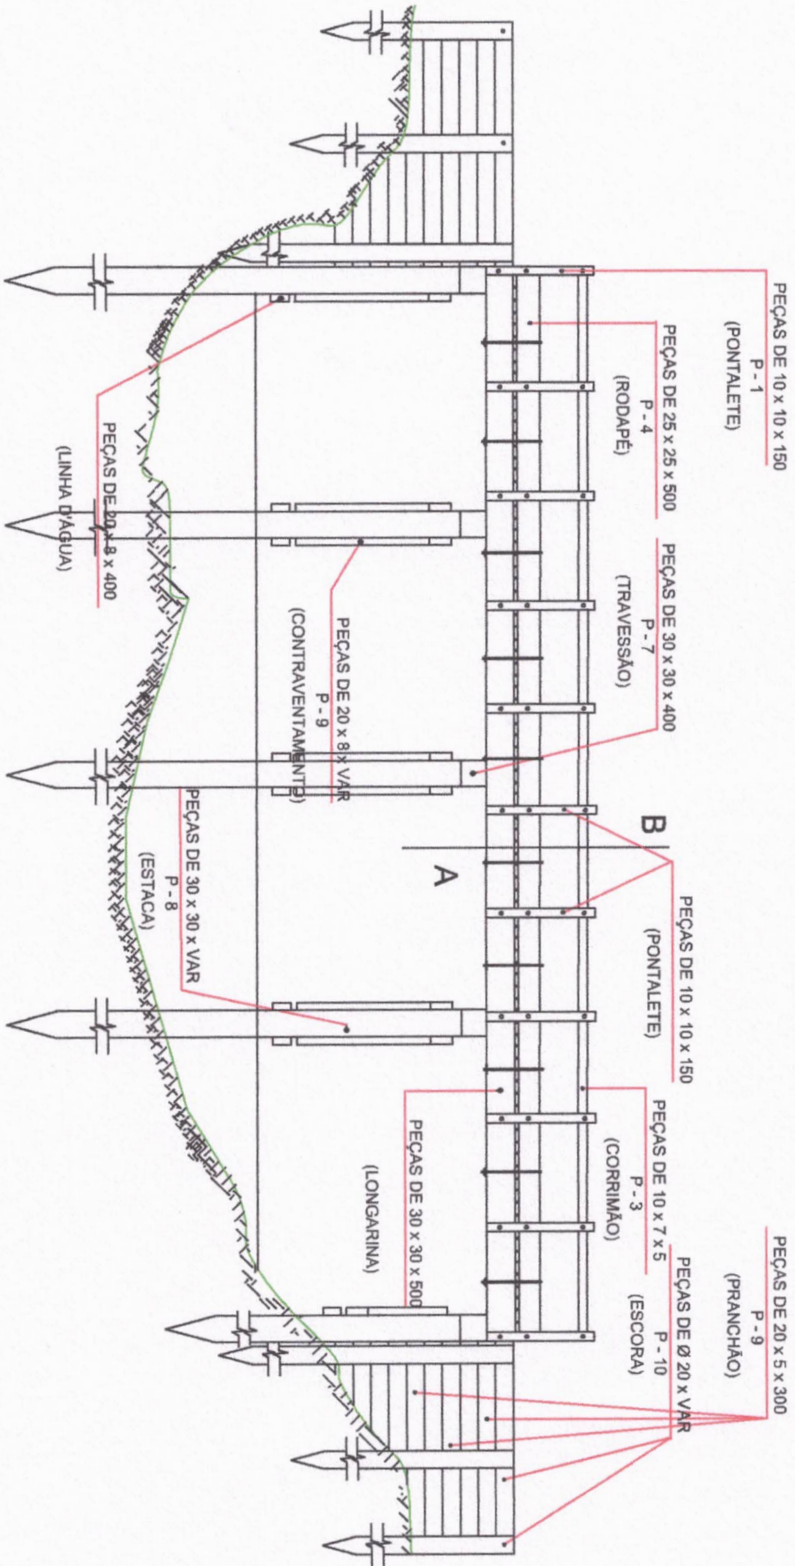 PEÇAS DE 10 x 10 x 150
P - 1
(PONTALETE)
PEÇAS DE 25 x 25 x 500
P - 4
(RODAPÉ)
PEÇAS DE 30 x 30 x 400
P - 7
(TRAVESSÃO)
B
A
PEÇAS DE 10 x 10 x 150
(PONTALETE)
PEÇAS DE 10 x 7 x 5
P - 3
(CORRIMÃO)
PEÇAS DE 20 x 5 x 300
P - 9
(PRANCHÃO)
PEÇAS DE Ø 20 x VAR
P - 10
(ESCORA)
PEÇAS DE 20 x 8 x 400
(LINHA D'ÁGUA)
PEÇAS DE 20 x 8 x VAR
P - 9
(CONTRAVENTAMENTO)
PEÇAS DE 30 x 30 x VAR
P - 8
(ESTACA)
PEÇAS DE 30 x 30 x 500
(LONGARINA)